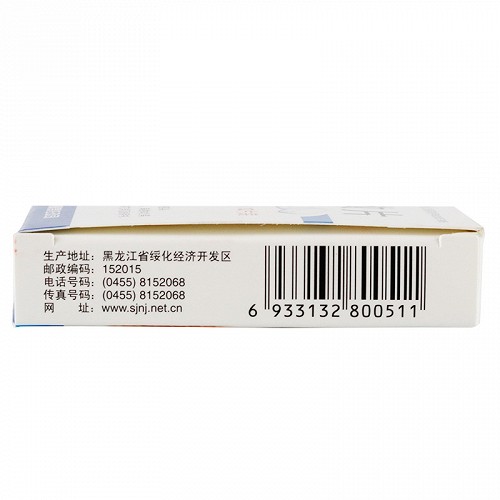 生产地址: 黑龙江省绥化经济开发区
邮政编码: 152015
电话号码: (0455) 8152068
传真号码: (0455) 8152068
网 址: www.sjnj.net.cn
6 933132 800511